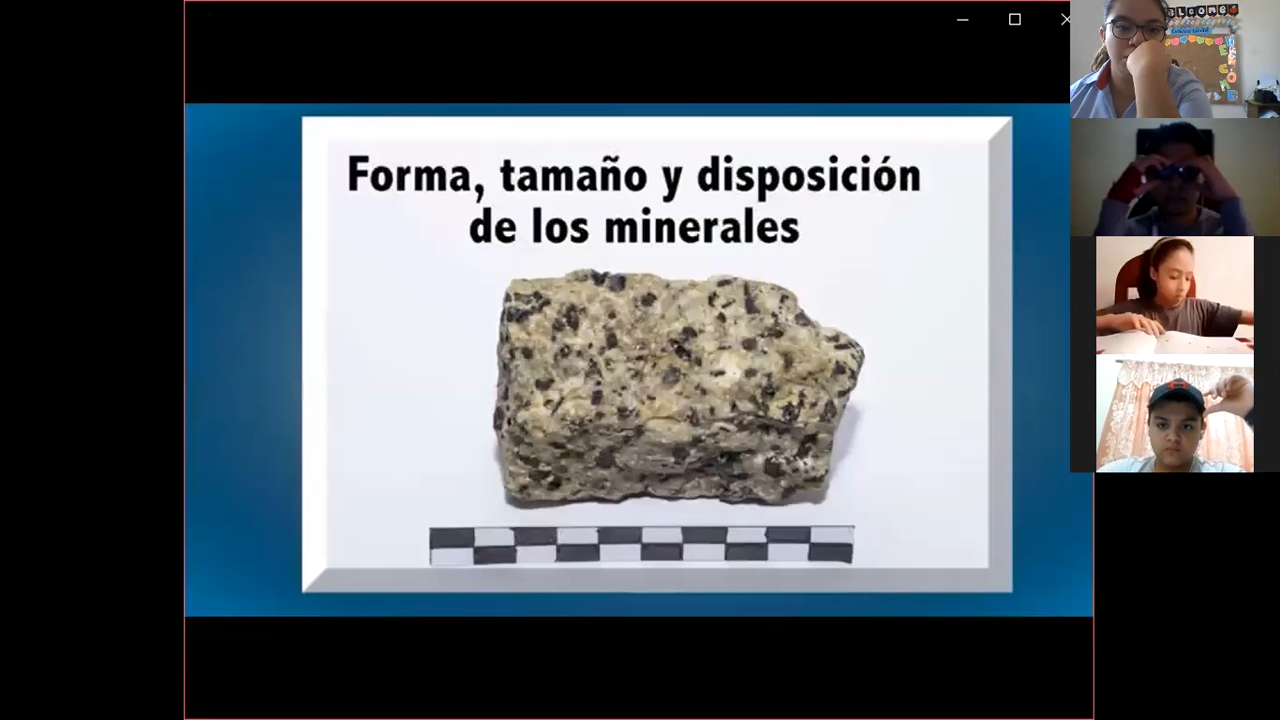 Forma, tamaño y disposición
de los minerales